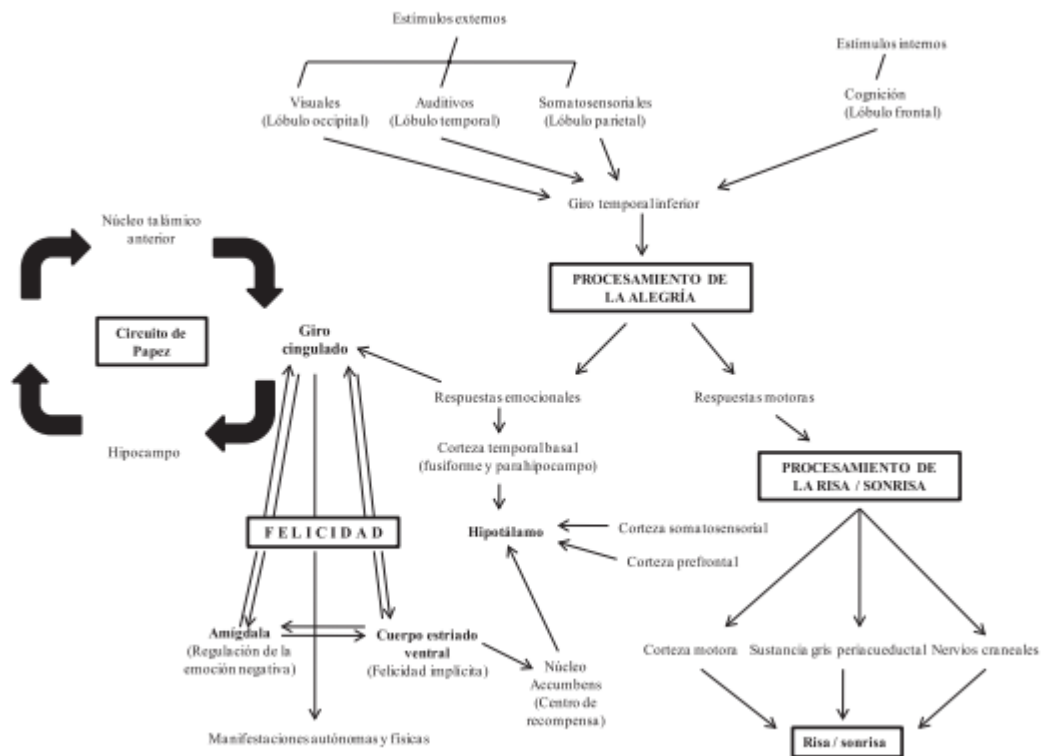 Estímulos externos
Estímulos internos
Visuales
(Lóbulo occipital)
Auditivos
(Lóbulo temporal)
Somatosensoriales
(Lóbulo parietal)
Cognición
(Lóbulo frontal)
Giro temporal inferior
Núcleo talámico
anterior
PROCESAMIENTO DE
LA ALEGRÍA
Circuito de
Papez
Giro
cingulado
Respuestas emocionales
Respuestas motoras
Hipocampo
Corteza temporal basal
(fusiforme y parahipocampo)
PROCESAMIENTO DE
LA RISA / SONRISA
FELICIDAD
Hipotálamo
Corteza somatosensorial
Corteza prefrontal
Amígdala
(Regulación de la
emoción negativa)
Cuerpo estriado
ventral
(Felicidad implícita)
Núcleo
Accumbens
(Centro de
recompensa)
Corteza motora
Sustancia gris periacueductal
Nervios craneales
Manifestaciones autónomas y físicas
Risa / sonrisa